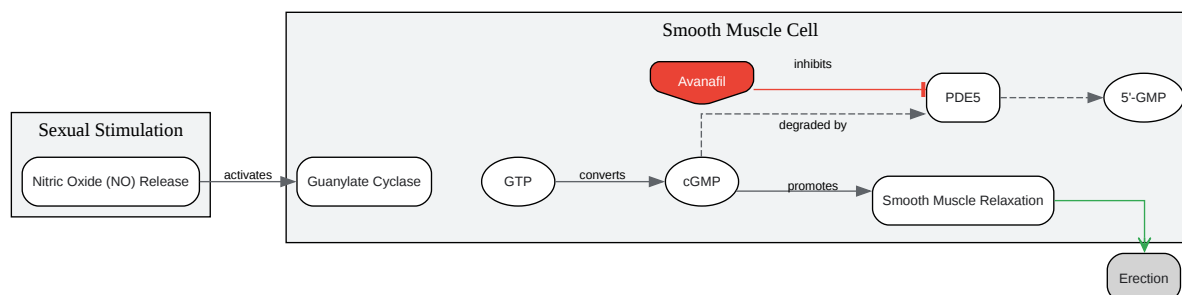 Smooth Muscle Cell
inhibits
Avanafil
PDE5
5'-GMP
degraded by
Sexual Stimulation
Nitric Oxide (NO) Release
activates
Guanylate Cyclase
GTP
converts
cGMP
promotes
Smooth Muscle Relaxation
Erection